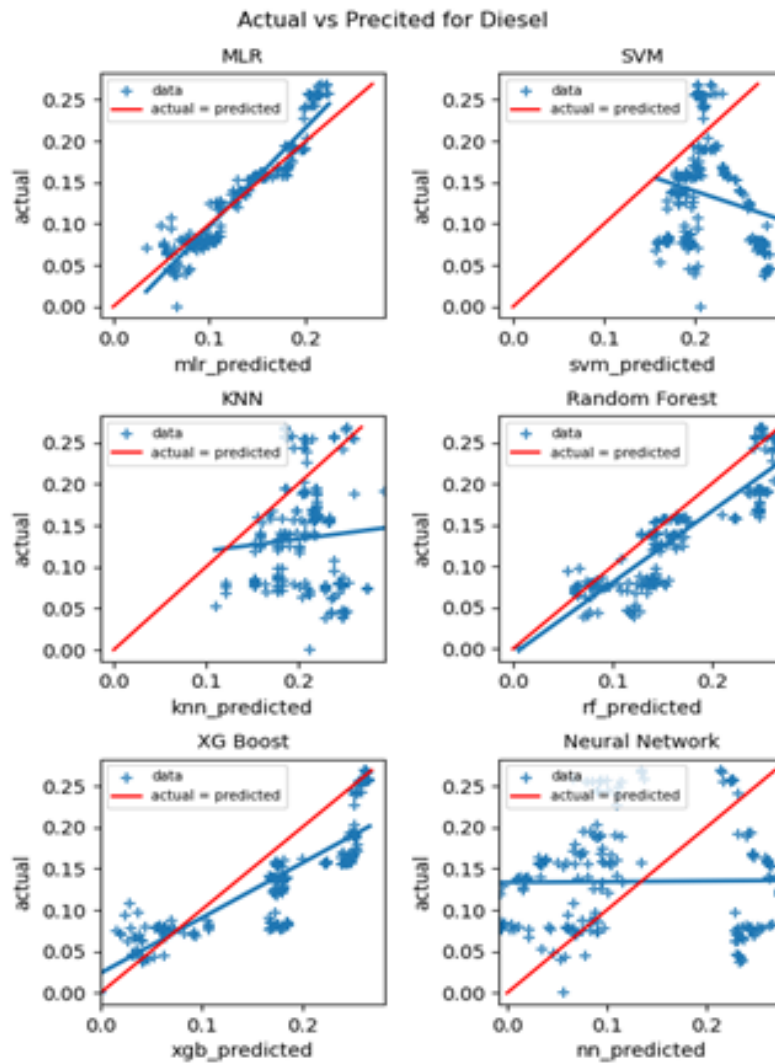 Actual vs Precited for Diesel
MLR
data
actual = predicted
0.25
0.20
0.15
0.10
0.05
0.00
actual
0.0 0.1 0.2
mlr_predicted
SVM
data
actual = predicted
0.25
0.20
0.15
0.10
0.05
0.00
actual
0.0 0.1 0.2
svm_predicted
KNN
data
actual = predicted
0.25
0.20
0.15
0.10
0.05
0.00
actual
0.0 0.1 0.2
knn_predicted
Random Forest
data
actual = predicted
0.25
0.20
0.15
0.10
0.05
0.00
actual
0.0 0.1 0.2
rf_predicted
XG Boost
data
actual = predicted
0.25
0.20
0.15
0.10
0.05
0.00
actual
0.0 0.1 0.2
xgb_predicted
Neural Network
data
actual = predicted
0.25
0.20
0.15
0.10
0.05
0.00
actual
0.0 0.1 0.2
nn_predicted